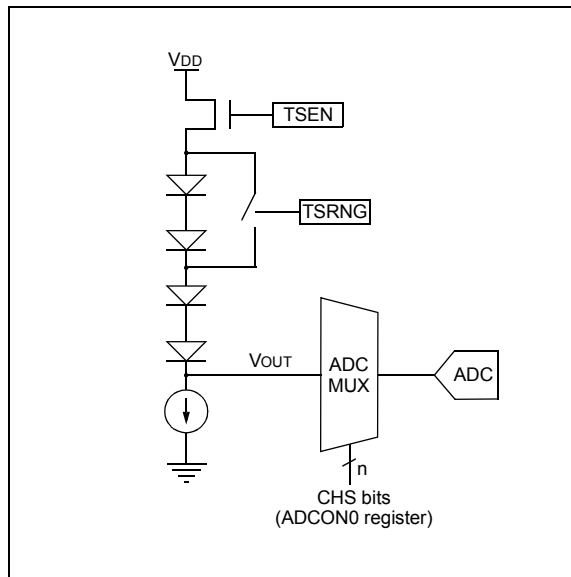 VDD
TSEN
TSRNG
VOUT
ADC
MUX
ADC
n
CHS bits
(ADCON0 register)